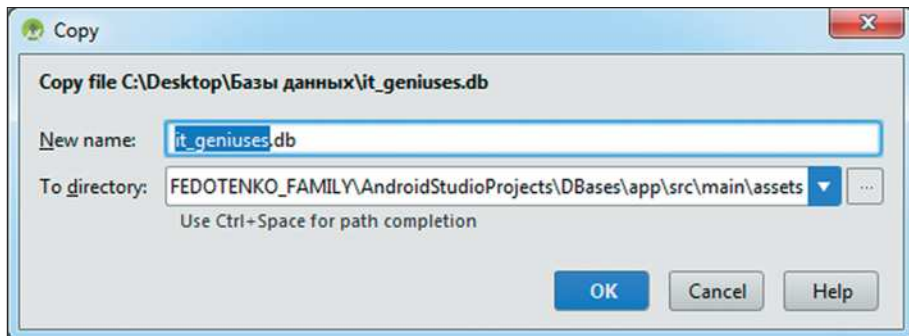 Copy
Copy file C:\Desktop\Базы данных\it_geniuses.db
New name: it_geniuses.db
To directory: FEDOTENKO_FAMILY\AndroidStudioProjects\DBases\app\src\main\assets ...
Use Ctrl+Space for path completion
OK Cancel Help